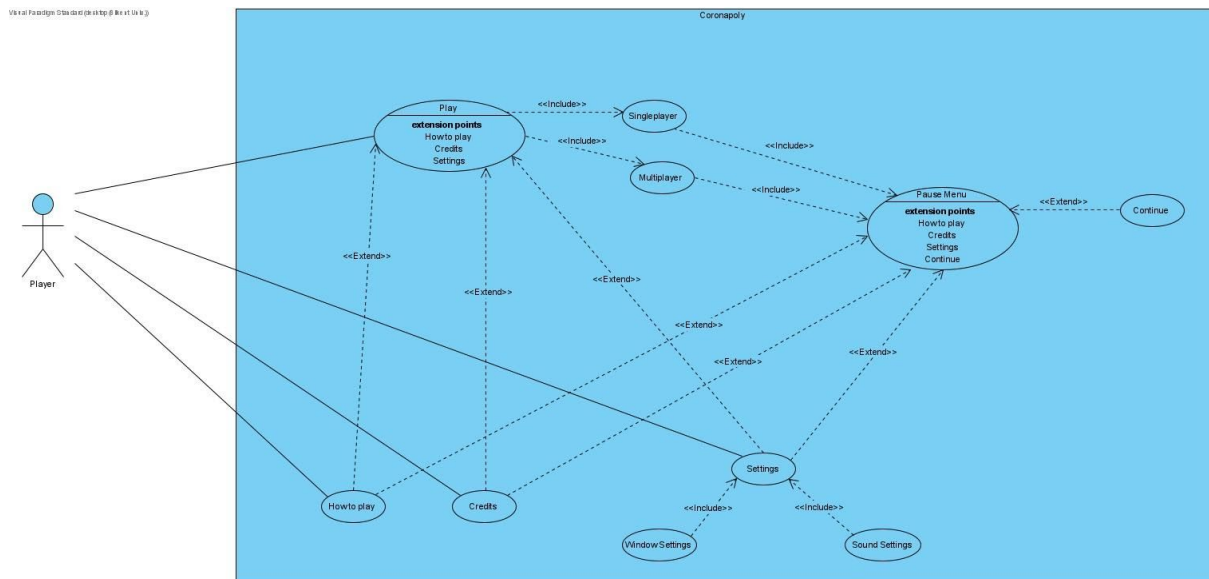 Coronapoly
Play
extension points
How to play
Credits
Settings
<<Include>>
Singleplayer
<<Include>>
Multiplayer
<<Include>>
<<Include>>
Pause Menu
extension points
How to play
Credits
Settings
Continue
<<Extend>>
Continue
Player
<<Extend>>
<<Extend>>
<<Extend>>
<<Extend>>
<<Extend>>
<<Extend>>
Settings
How to play
Credits
<<Include>>
<<Include>>
Window Settings
Sound Settings